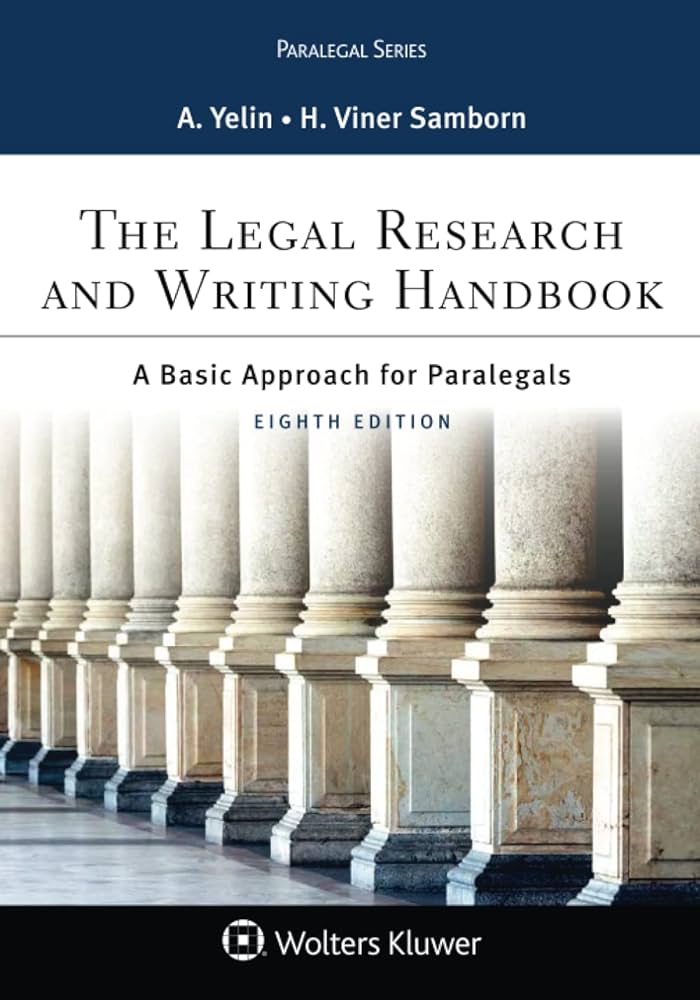 Paralegal Series
A. Yelin • H. Viner Samborn
The Legal Research
and Writing Handbook
A Basic Approach for Paralegals
EIGHTH EDITION
Wolters Kluwer